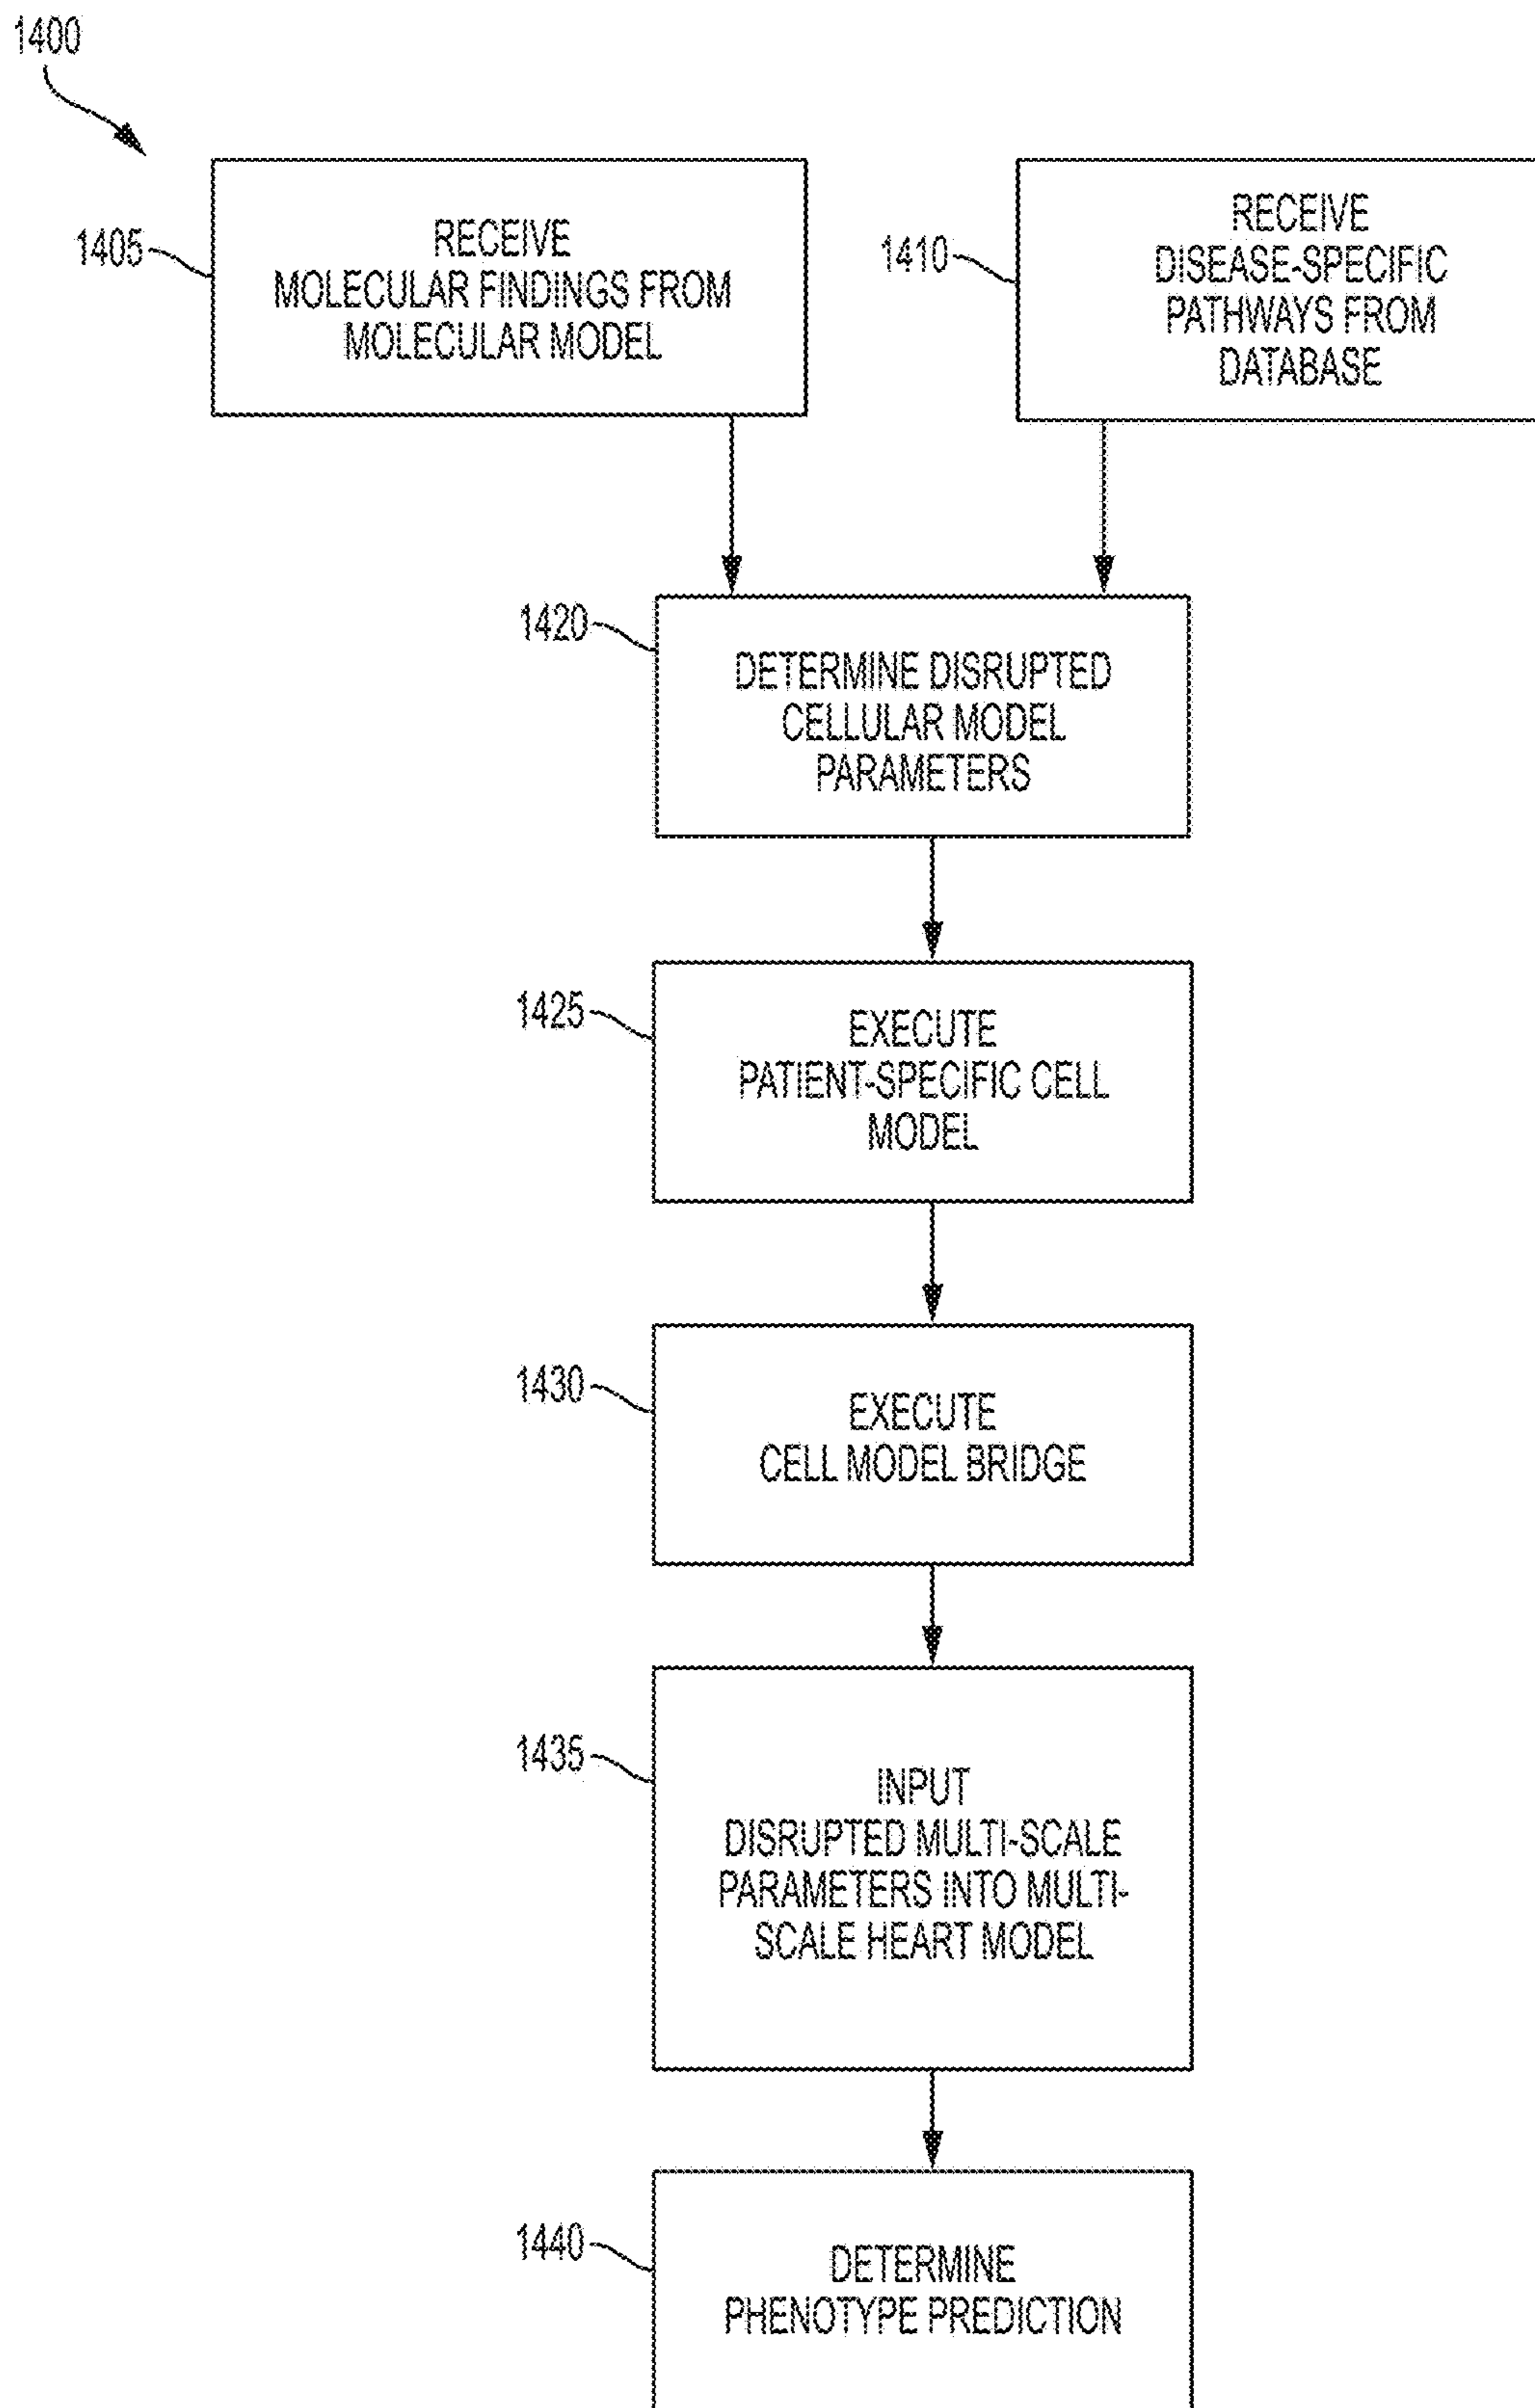 1400
1405
RECEIVE
MOLECULAR FINDINGS FROM
MOLECULAR MODEL
1410
RECEIVE
DISEASE-SPECIFIC
PATHWAYS FROM
DATABASE
1420
DETERMINE DISRUPTED
CELLULAR MODEL
PARAMETERS
1425
EXECUTE
PATIENT-SPECIFIC CELL
MODEL
1430
EXECUTE
CELL MODEL BRIDGE
1435
INPUT
DISRUPTED MULTI-SCALE
PARAMETERS INTO MULTI-
SCALE HEART MODEL
1440
DETERMINE
PHENOTYPE PREDICTION